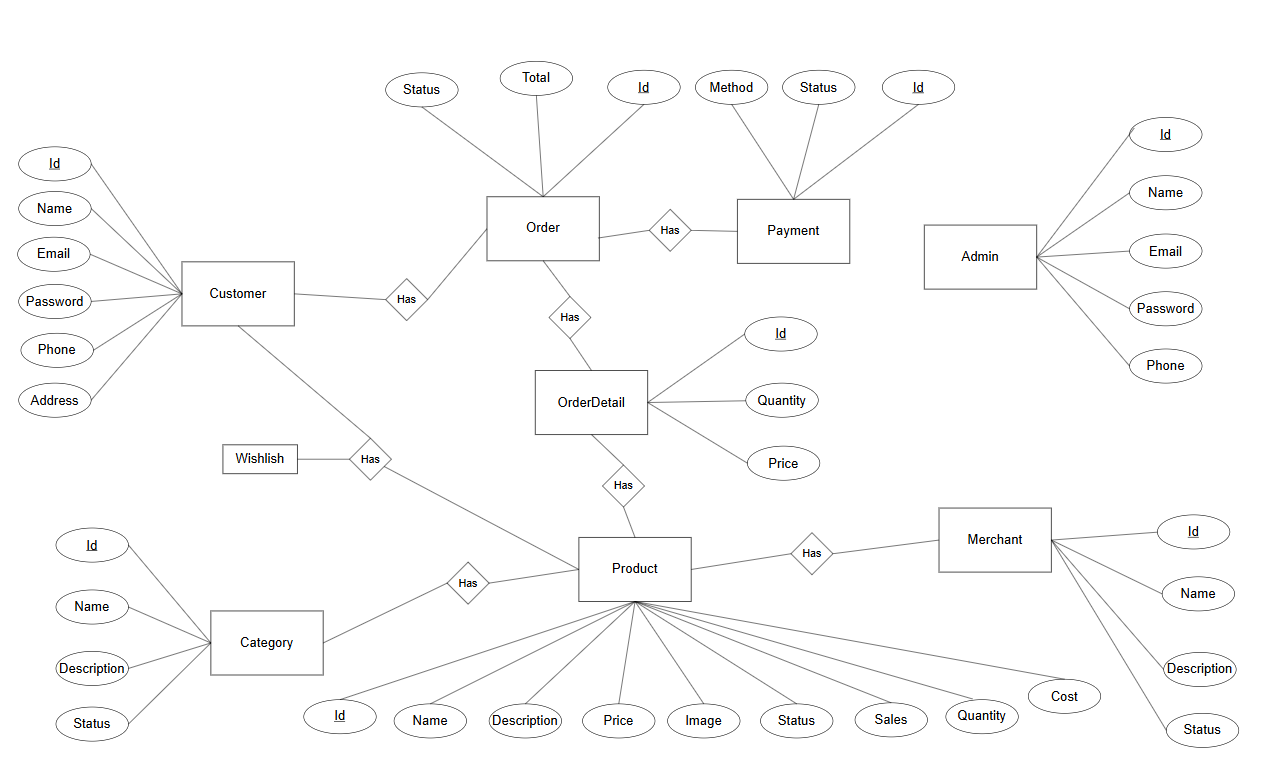 Total
Status
Id
Method
Status
Id
Id
Id
Name
Name
Order
Has
Payment
Email
Email
Admin
Customer
Password
Has
Has
Password
Id
Phone
Phone
Address
OrderDetail
Quantity
Wishlish
Has
Price
Has
Id
Id
Merchant
Has
Product
Has
Name
Name
Category
Description
Description
Status
Id
Name
Description
Price
Image
Status
Sales
Quantity
Cost
Status